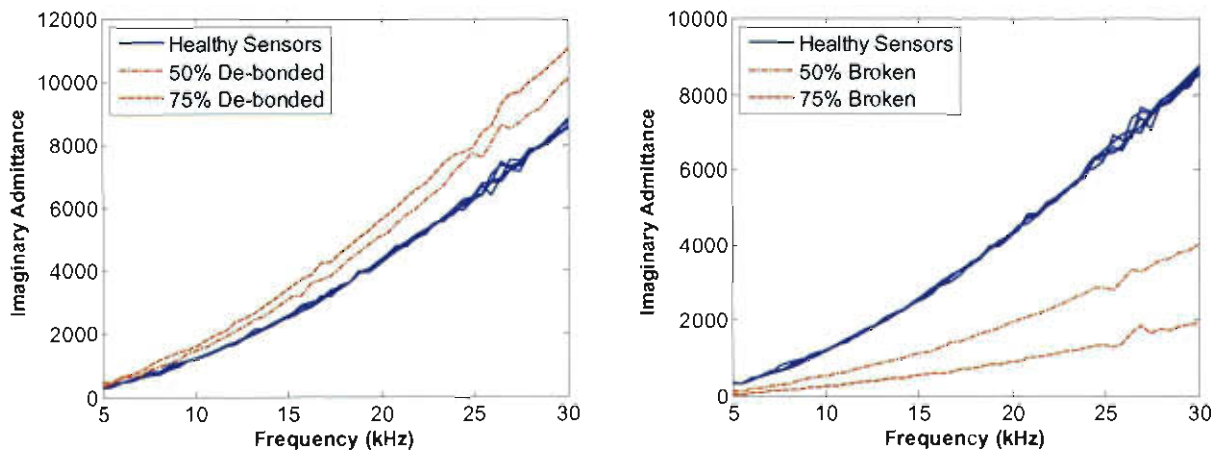 12000
10000
8000
6000
4000
2000
0
Imaginary Admittance
Healthy Sensors
50% De-bonded
75% De-bonded
5
10
15
20
25
30
Frequency (kHz)
10000
8000
6000
4000
2000
0
Imaginary Admittance
Healthy Sensors
50% Broken
75% Broken
5
10
15
20
25
30
Frequency (kHz)